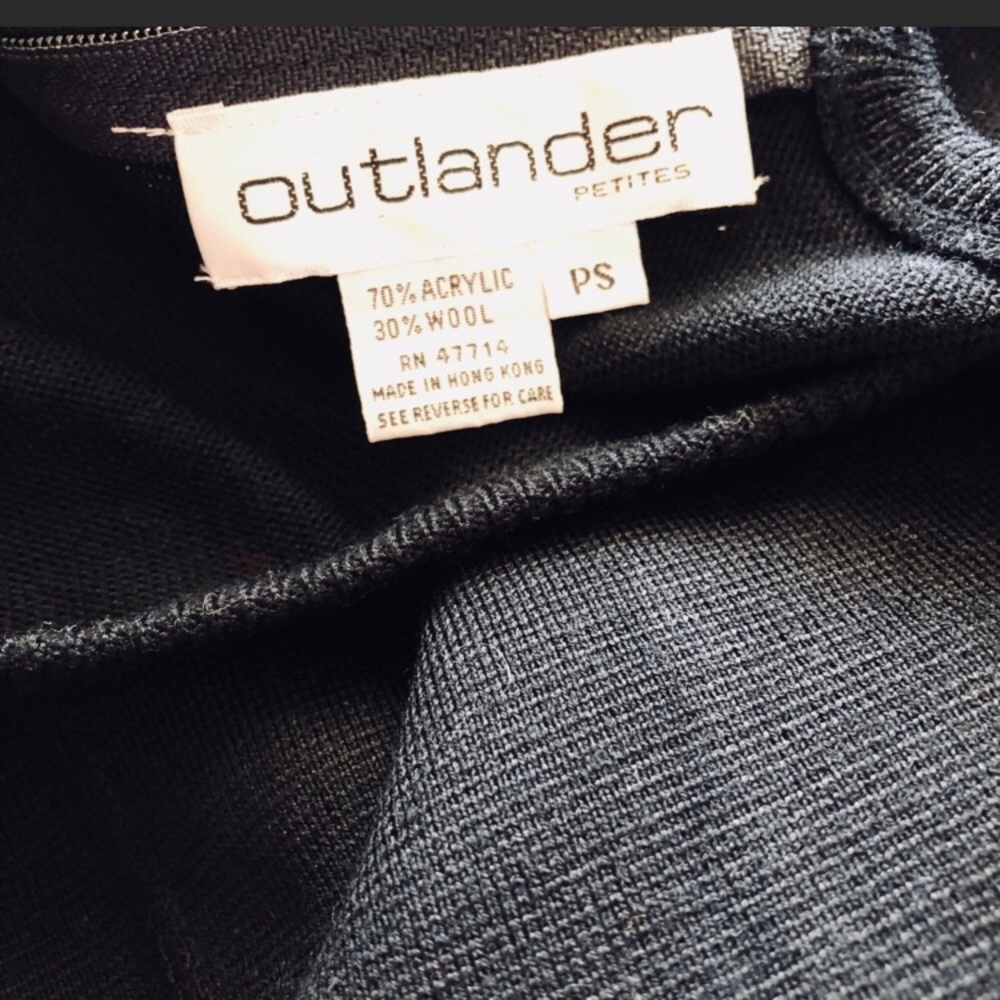 outlander
PETITES
PS
70% ACRYLIC
30% WOOL
RN 47714
MADE IN HONG KONG
SEE REVERSE FOR CARE